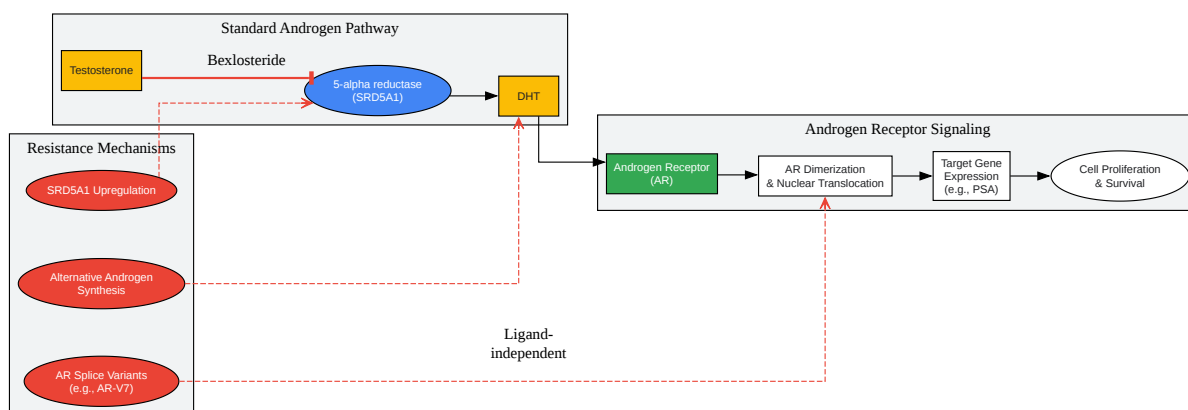 Standard Androgen Pathway
Bexlosteride
Testosterone
5-alpha reductase
(SRD5A1)
DHT
Resistance Mechanisms
SRD5A1 Upregulation
Alternative Androgen
Synthesis
AR Splice Variants
(e.g., AR-V7)
Androgen Receptor Signaling
Androgen Receptor
(AR)
AR Dimerization
& Nuclear Translocation
Target Gene
Expression
(e.g., PSA)
Cell Proliferation
& Survival
Ligand-
independent